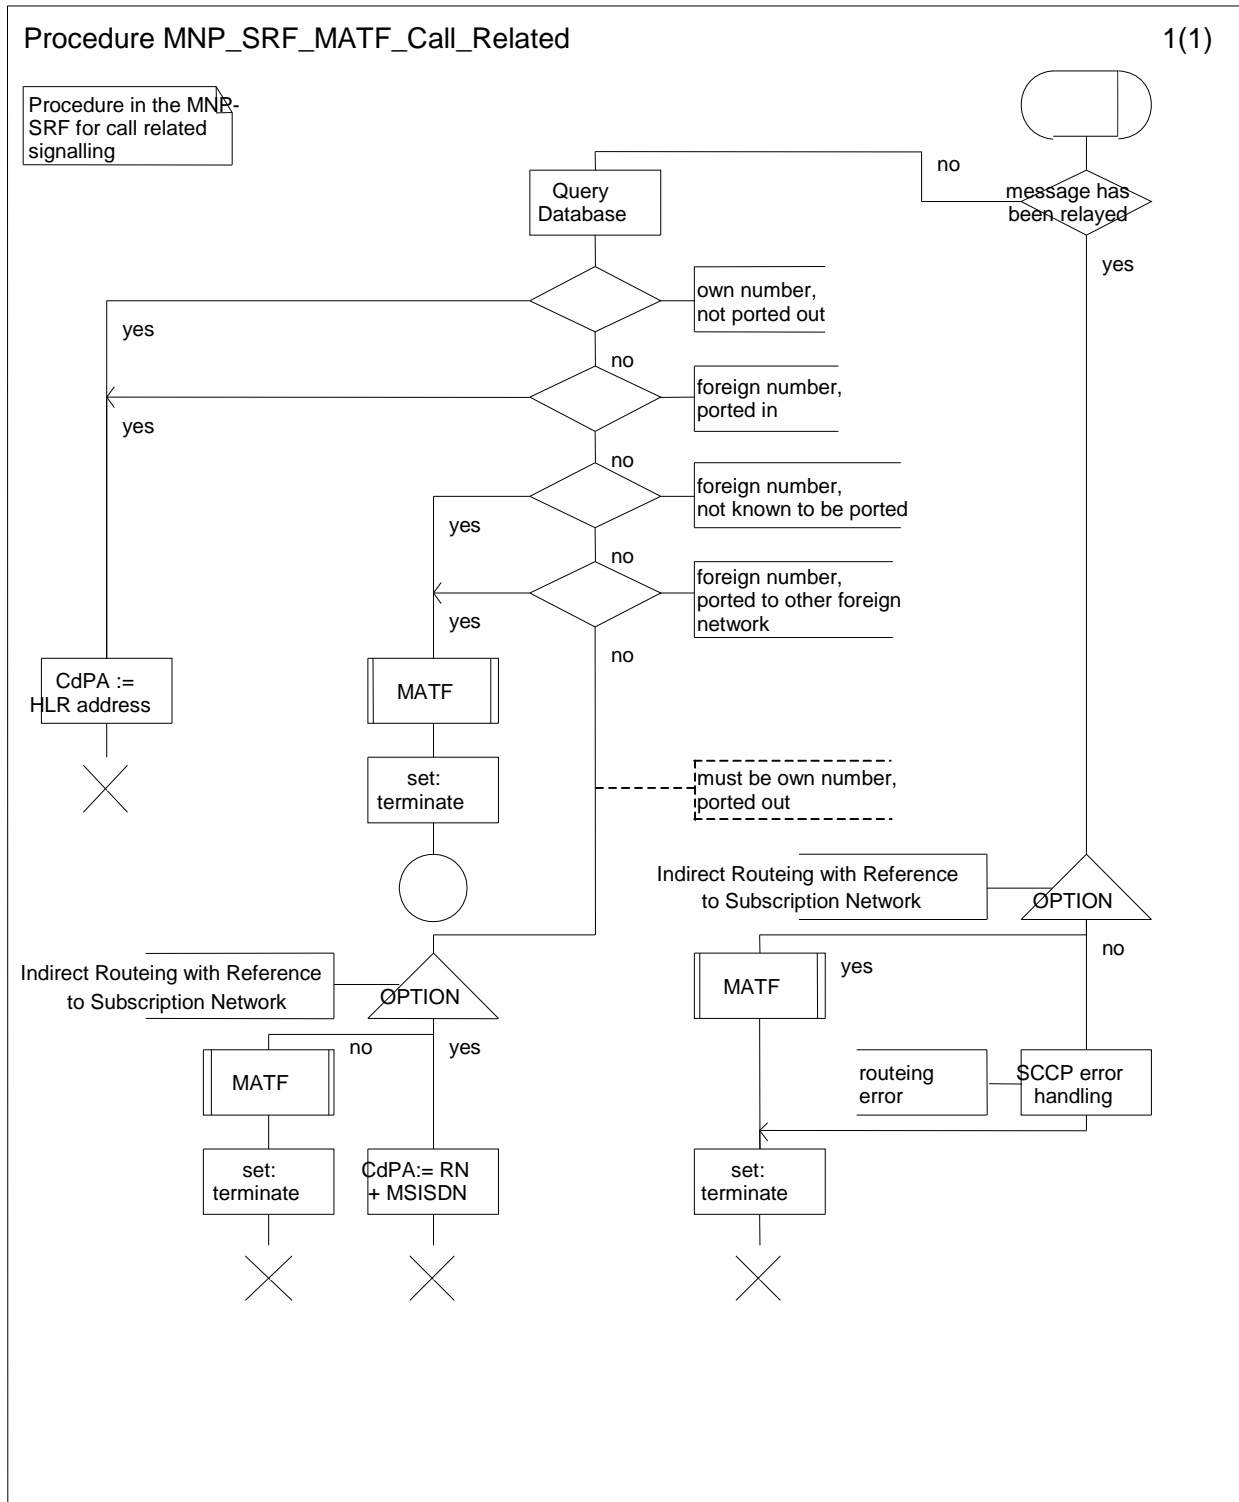 Procedure MNP_SRF_MATF_Call_Related
1(1)
Procedure in the MNP-
SRF for call related
signalling
no
message has
been relayed
Query
Database
yes
own number,
not ported out
yes
no
foreign number,
ported in
yes
no
foreign number,
not known to be ported
yes
no
foreign number,
ported to other foreign
network
yes
no
CdPA :=
HLR address
MATF
set:
terminate
must be own number,
ported out
Indirect Routeing with Reference
to Subscription Network
OPTION
no
yes
MATF
Indirect Routeing with Reference
to Subscription Network
OPTION
no
yes
MATF
routeing
error
SCCP error
handling
set:
terminate
CdPA:= RN
+ MSISDN
set:
terminate